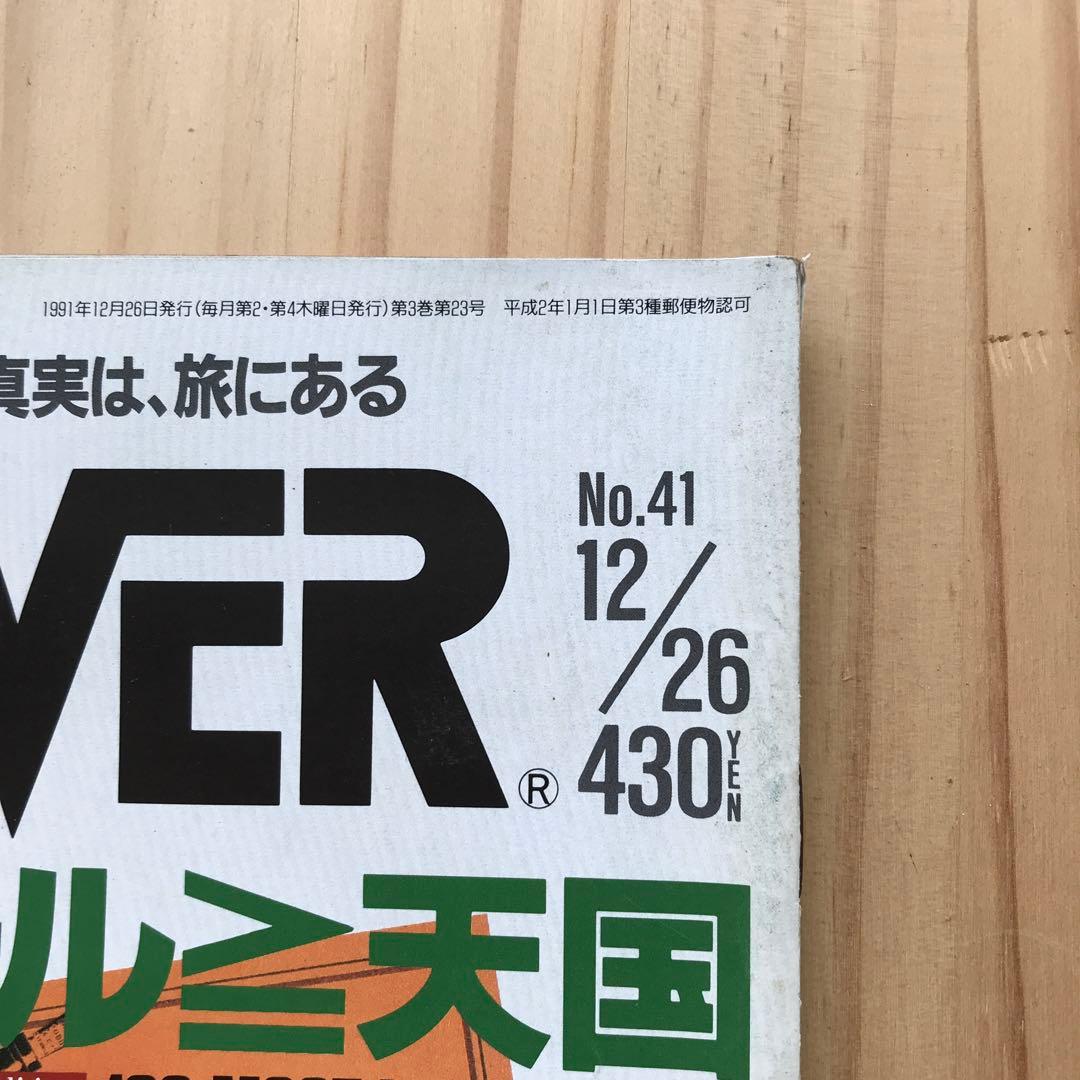 1991年12月26日発行(毎月第2・第4木曜日発行)第3巻第23号 平成2年1月1日第3種郵便物認可
真実は、旅にある
VER®
No.41
12/26
430YEN
ル≧天国